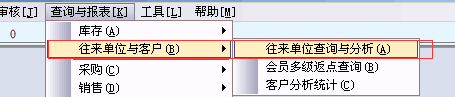 审核[J] 查询与报表[K] 工具[L] 帮助[M]
0
库存(A)
往来单位与客户(B) 往来单位查询与分析(A)
会员多级返点查询(B)
采购(C) 客户分析统计(C)
销售(D)